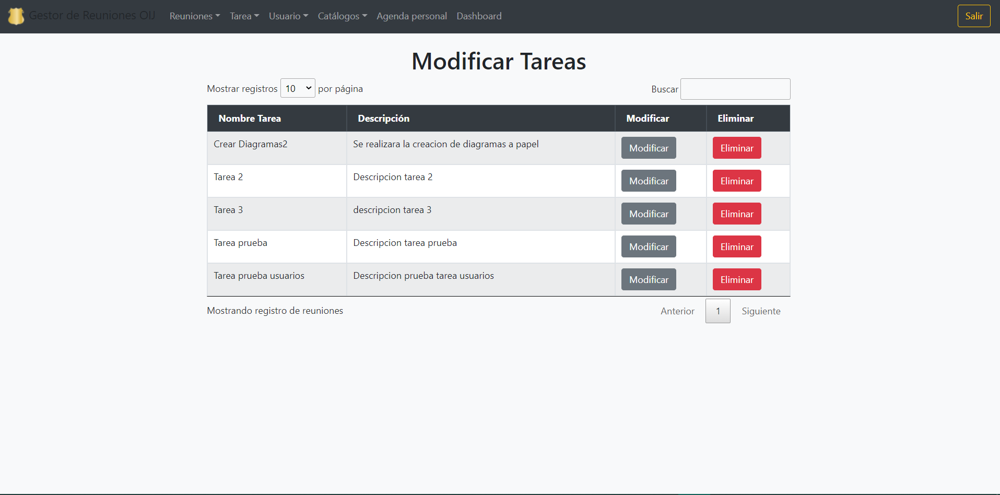 Gestor de Reuniones OIJ Reuniones Tarea Usuario Catálogos Agenda personal Dashboard Salir
Modificar Tareas
Mostrar registros 10 por página Buscar
Nombre Tarea Descripción Modificar Eliminar
Crear Diagramas2 Se realizara la creacion de diagramas a papel Modificar Eliminar
Tarea 2 Descripcion tarea 2 Modificar Eliminar
Tarea 3 descripcion tarea 3 Modificar Eliminar
Tarea prueba Descripcion tarea prueba Modificar Eliminar
Tarea prueba usuarios Descripcion prueba tarea usuarios Modificar Eliminar
Mostrando registro de reuniones Anterior 1 Siguiente